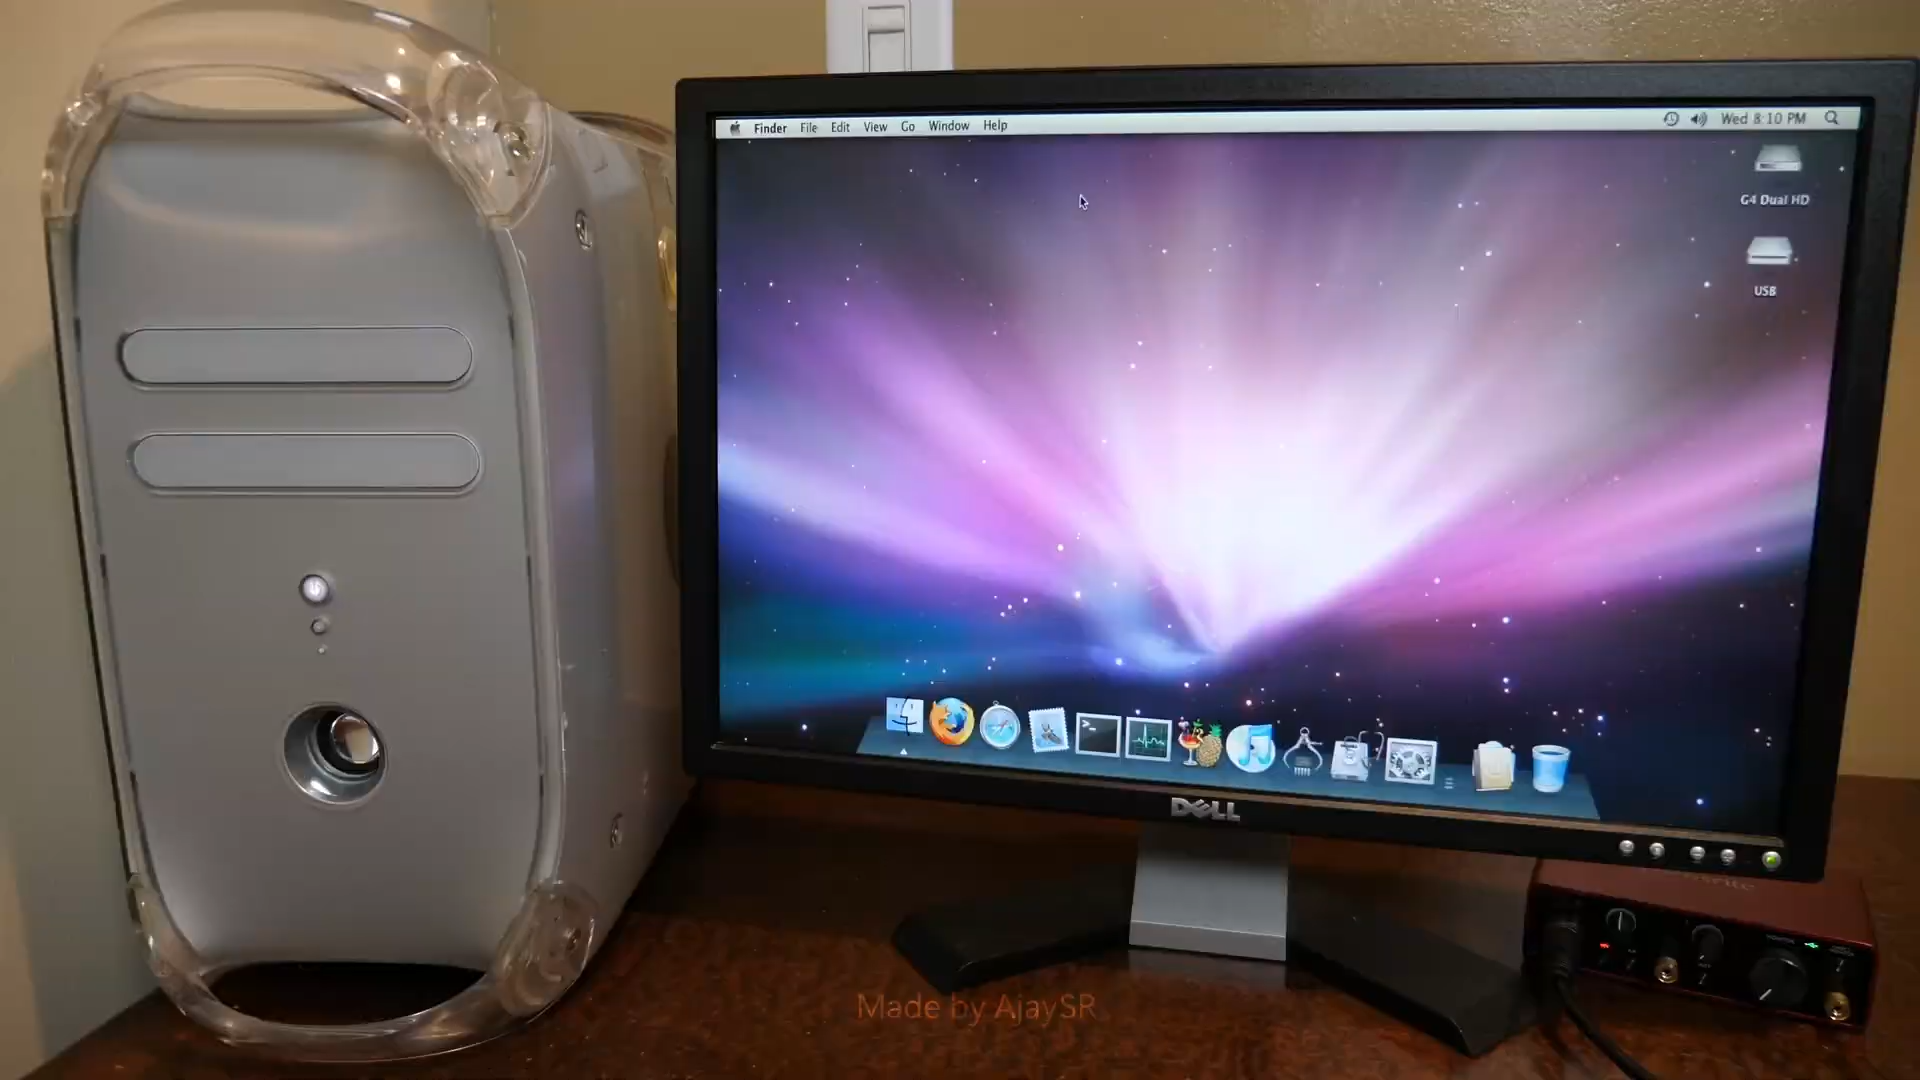 Finder File Edit View Go Window Help
Wed 8:10 PM
G4 Dual HD
USB
DELL
Made by AjaySR